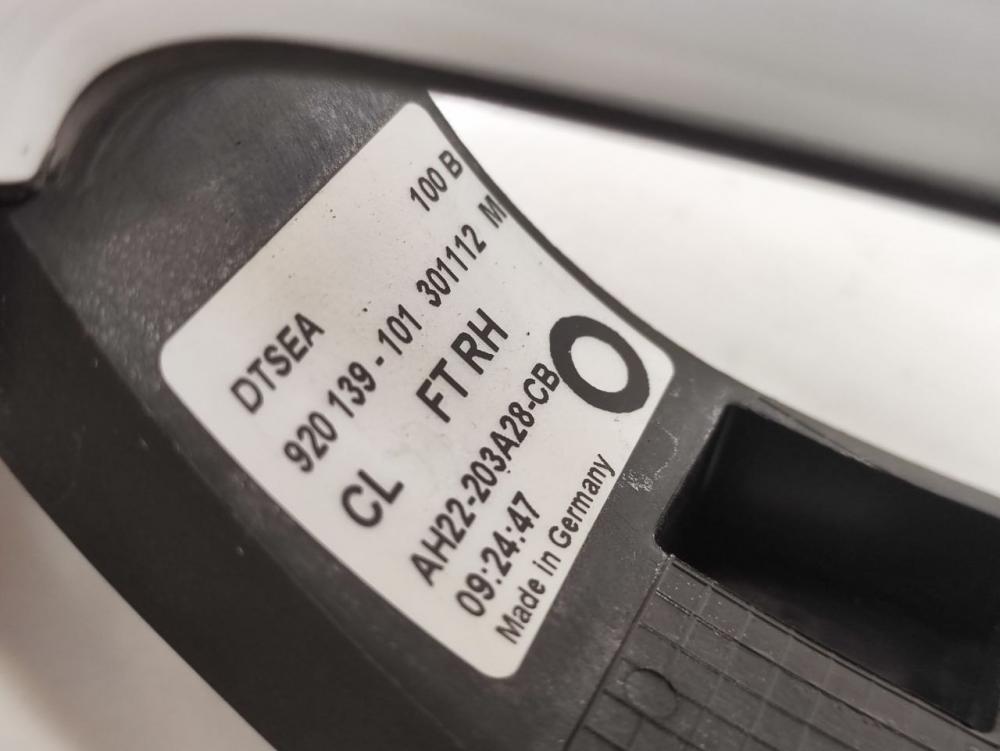 100 B
DTSEA
920 139 - 101 301112 M
CL FT RH
AH22-203A28-CB
09:24:47
Made in Germany